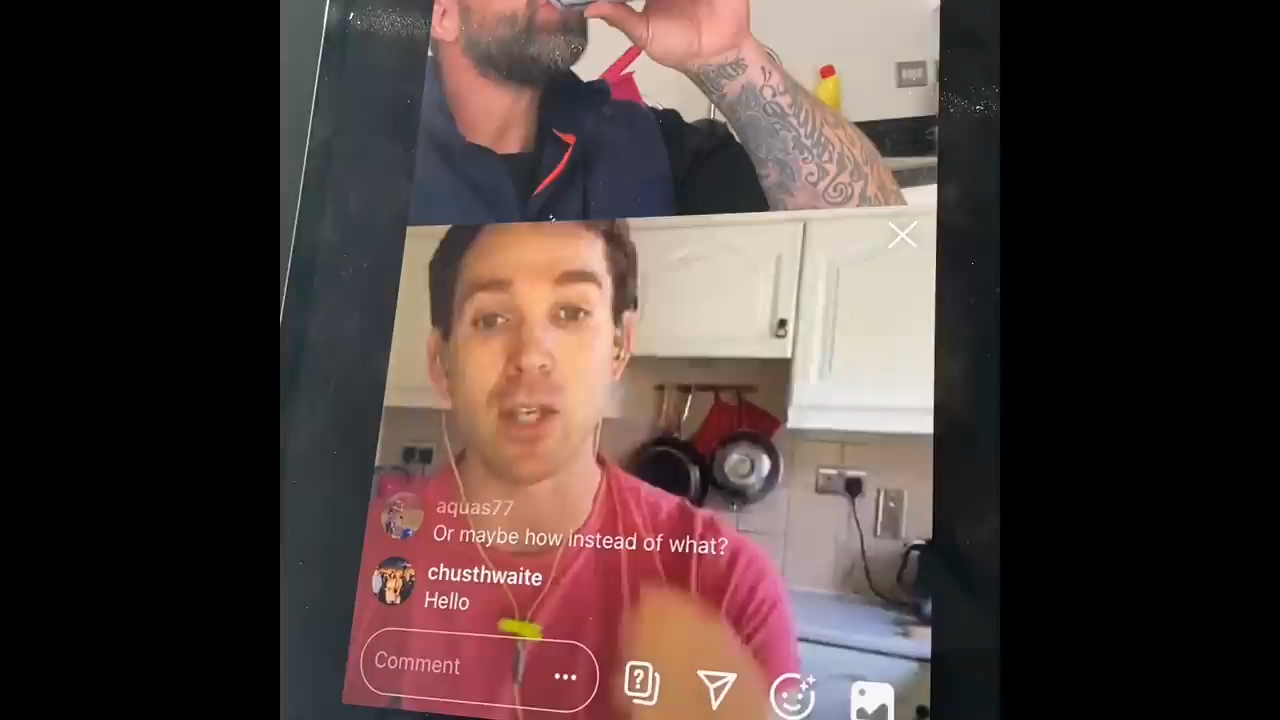 aquas77
Or maybe how instead of what?
chusthwaite
Hello
Comment
?